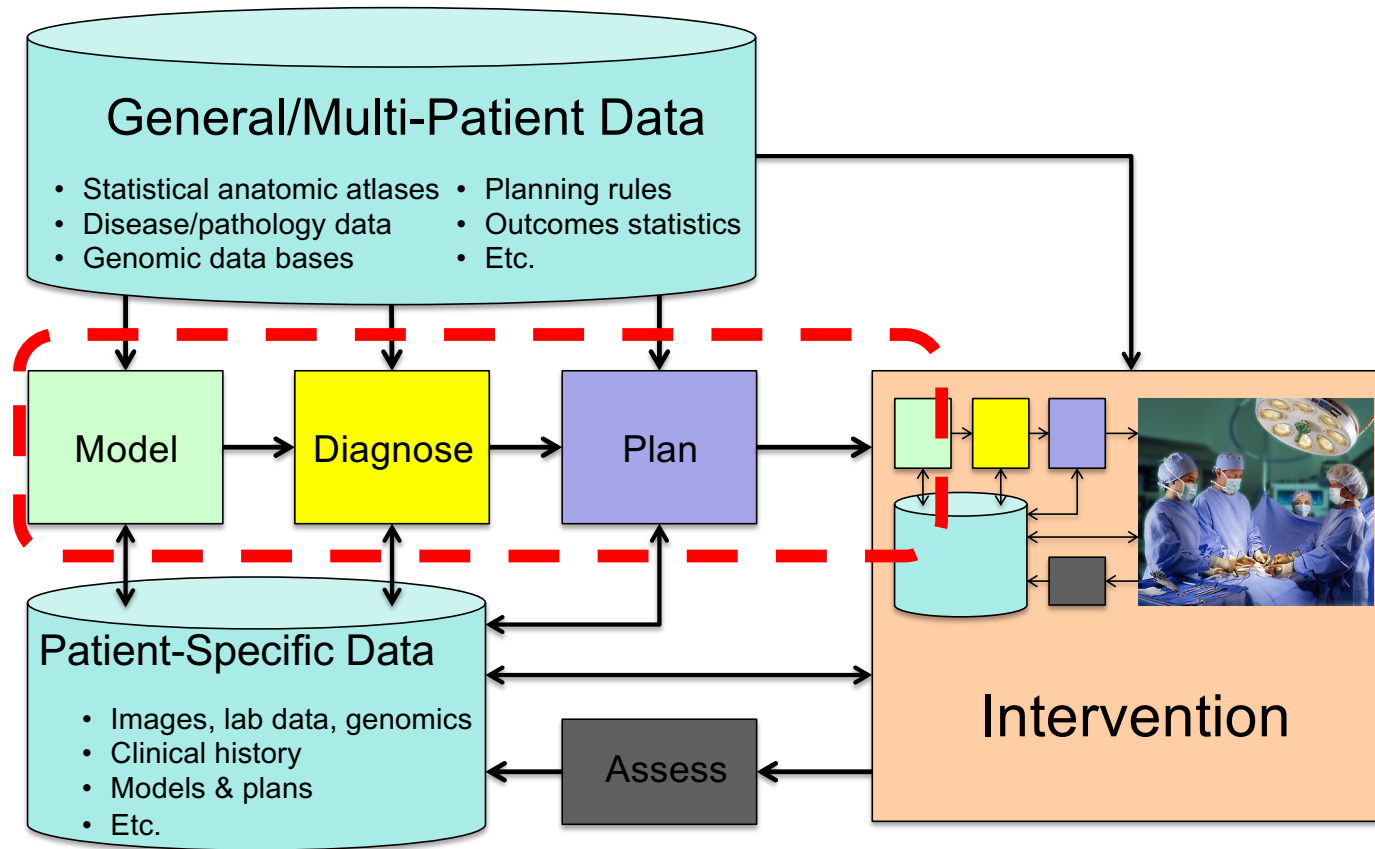 General/Multi-Patient Data
• Statistical anatomic atlases
• Disease/pathology data
• Genomic data bases
• Planning rules
• Outcomes statistics
• Etc.
Model
Diagnose
Plan
Patient-Specific Data
• Images, lab data, genomics
• Clinical history
• Models & plans
• Etc.
Assess
Intervention